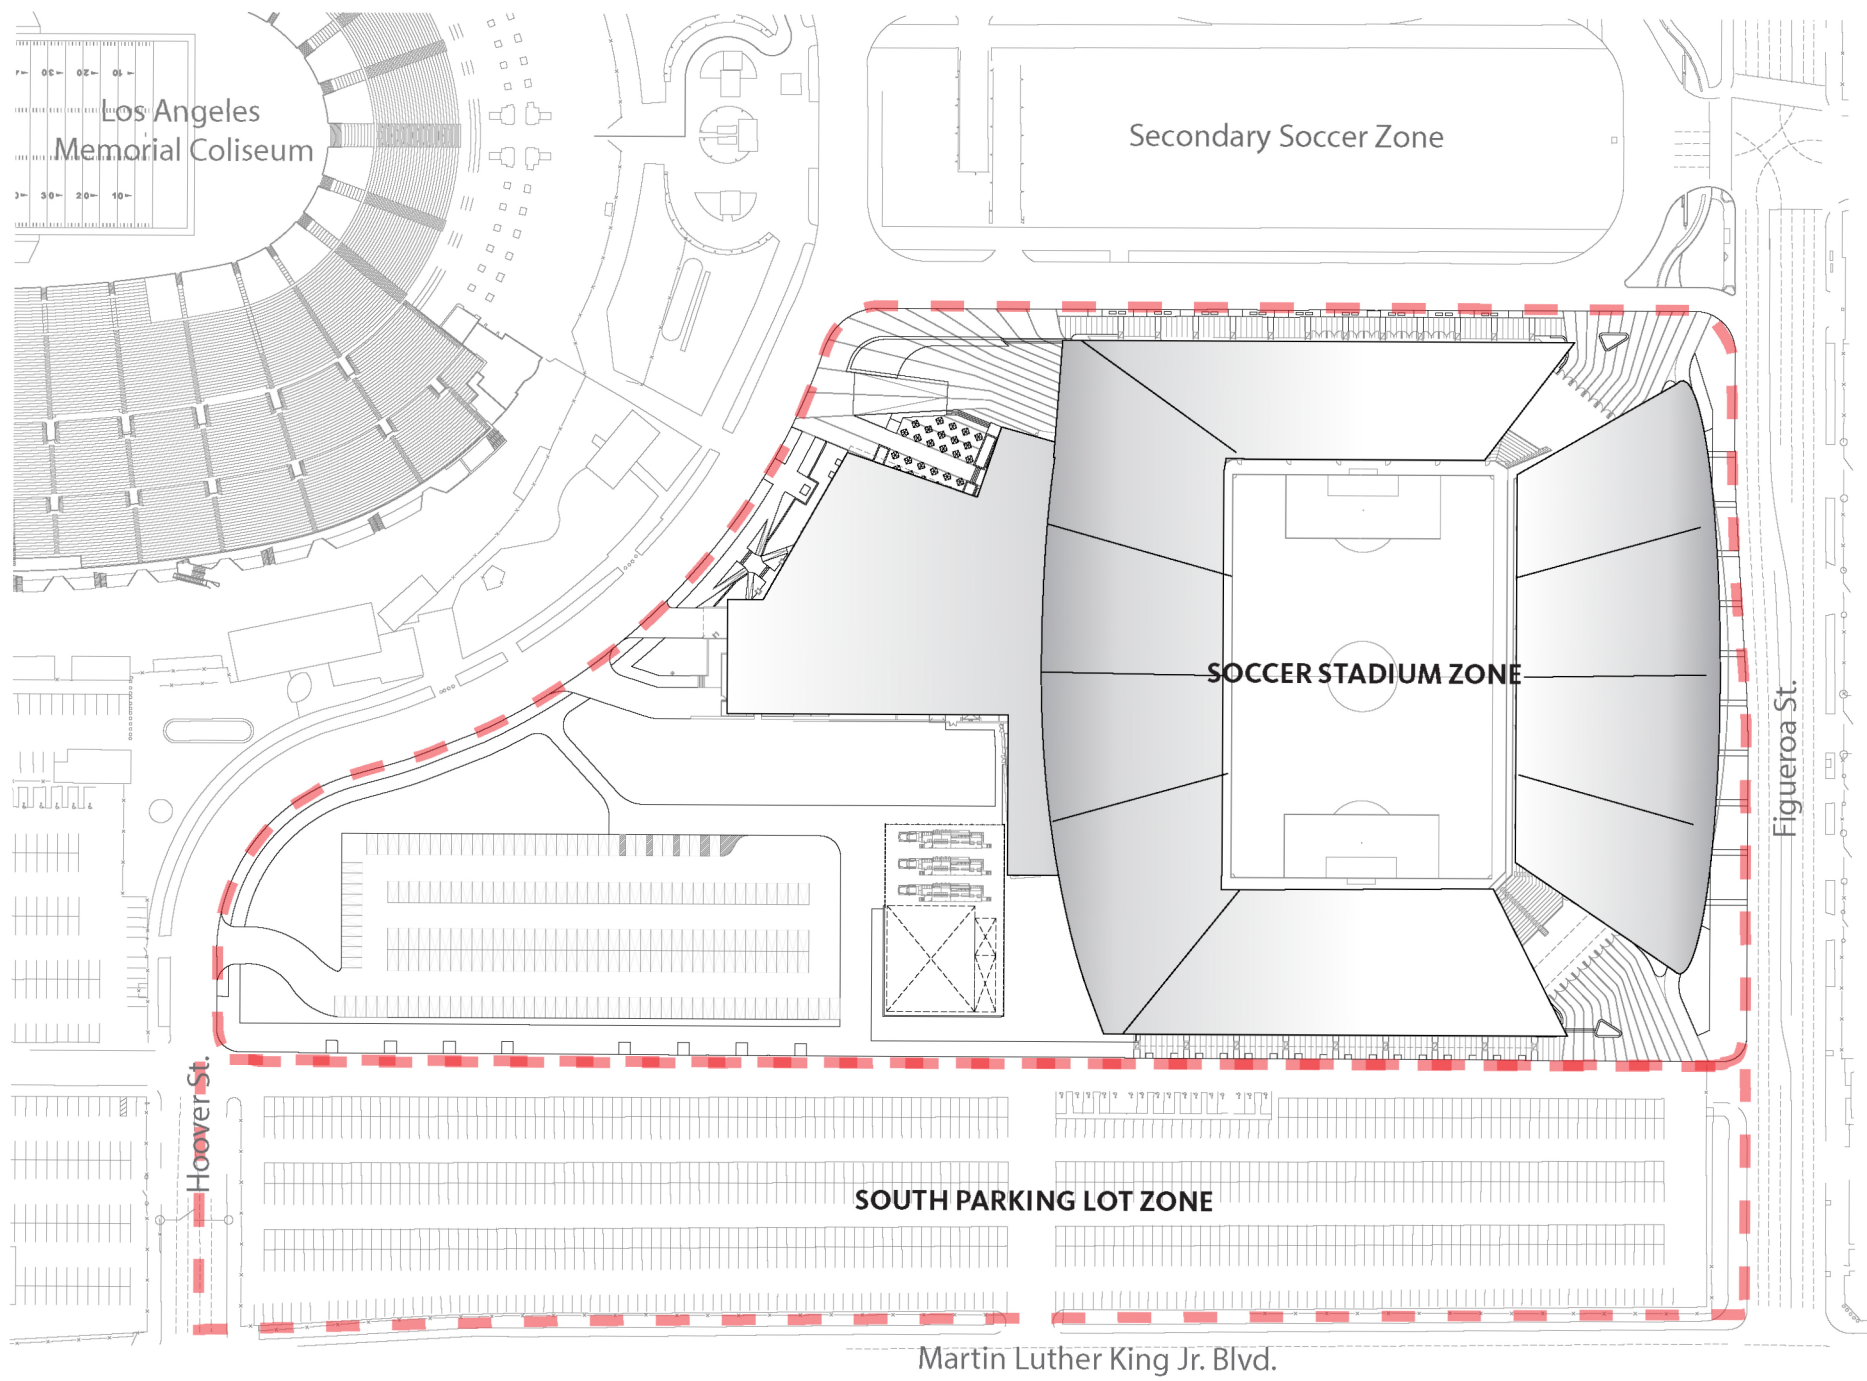 Los Angeles
Memorial Coliseum
Secondary Soccer Zone
SOCCER STADIUM ZONE
Figueroa St.
Hoover St.
SOUTH PARKING LOT ZONE
Martin Luther King Jr. Blvd.